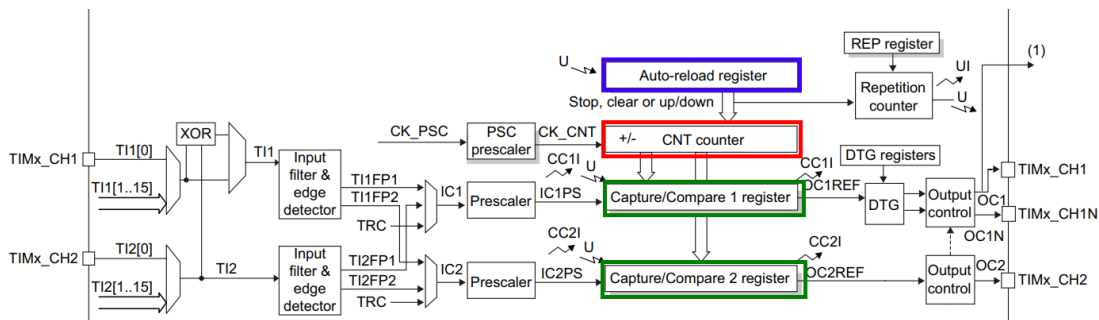 REP register
(1)
U
UI
Auto-reload register
Repetition
counter
U
Stop, clear or up/down
XOR
CK_PSC
PSC
prescaler
CK_CNT
+/-
CNT counter
TIMx_CH1
TI1[0]
TI1
CC1I
U
CC1I
DTG registers
TI1[1..15]
Input
filter &
edge
detector
TI1FP1
TI1FP2
TRC
IC1
Prescaler
IC1PS
Capture/Compare 1 register
OC1REF
DTG
Output
control
OC1
TIMx_CH1
TIMx_CH1N
OC1N
TIMx_CH2
TI2[0]
TI2
CC2I
U
CC2I
TI2[1..15]
Input
filter &
edge
detector
TI2FP1
TI2FP2
TRC
IC2
Prescaler
IC2PS
Capture/Compare 2 register
OC2REF
Output
control
OC2
TIMx_CH2